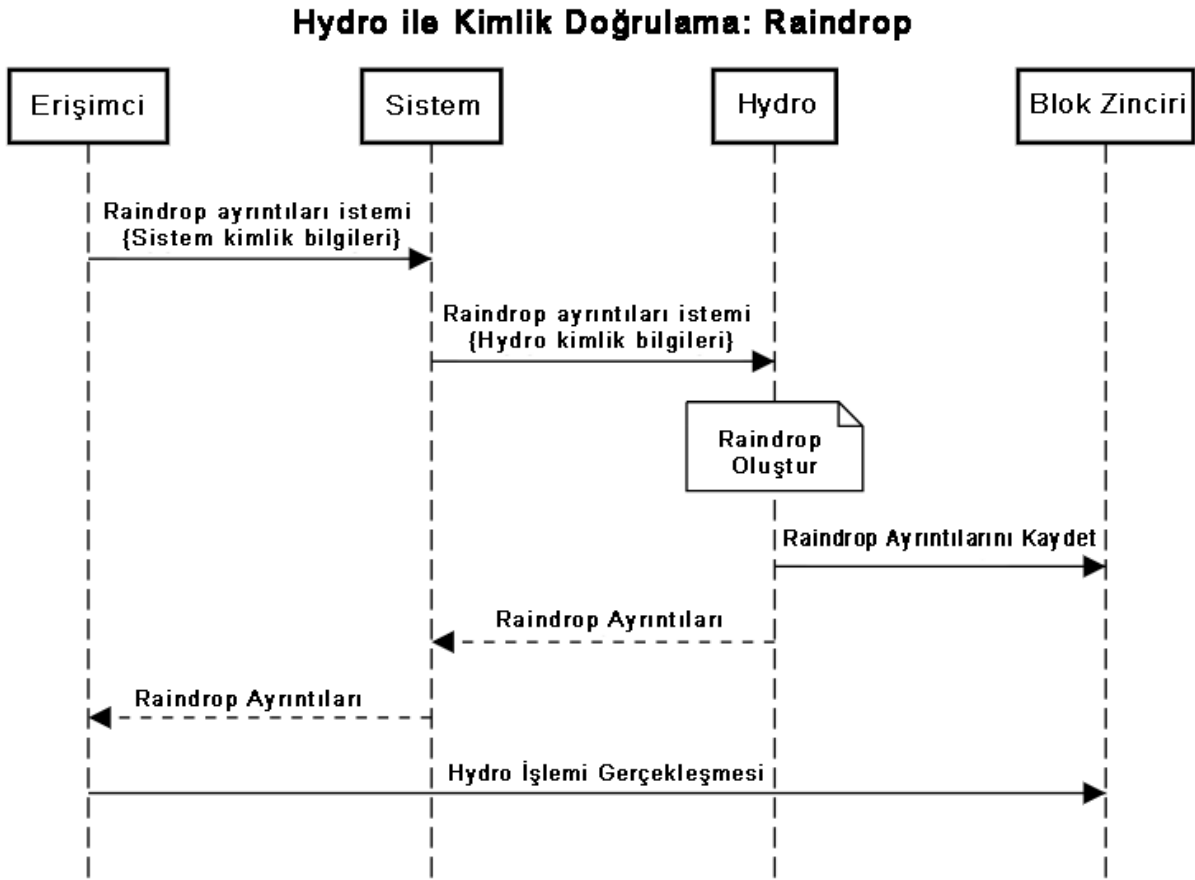 Hydro ile Kimlik Doğrulama: Raindrop
Erişimci
Sistem
Hydro
Blok Zinciri
Raindrop ayrıntıları istemi
{Sistem kimlik bilgileri}
Raindrop ayrıntıları istemi
{Hydro kimlik bilgileri}
Raindrop
Oluştur
Raindrop Ayrıntılarını Kaydet
Raindrop Ayrıntıları
Raindrop Ayrıntıları
Hydro İşlemi Gerçekleşmesi